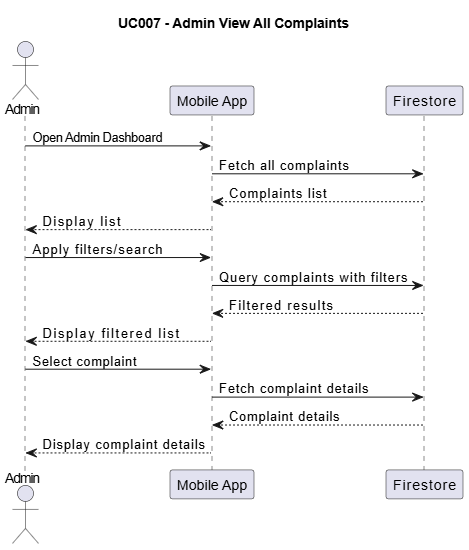 UC007 - Admin View All Complaints
Admin
Mobile App
Firestore
Open Admin Dashboard
Fetch all complaints
Complaints list
Display list
Apply filters/search
Query complaints with filters
Filtered results
Display filtered list
Select complaint
Fetch complaint details
Complaint details
Display complaint details
Admin
Mobile App
Firestore